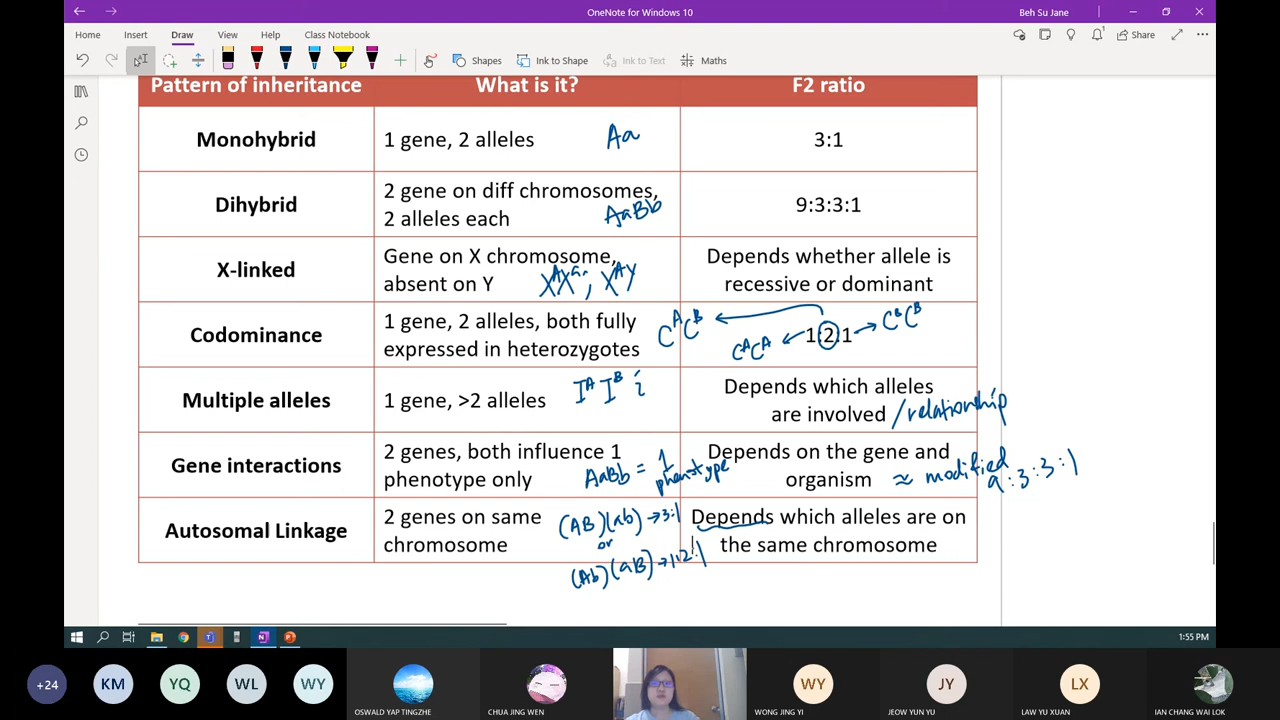 OneNote for Windows 10
Beh Su Jane
Home
Insert
Draw
View
Help
Class Notebook
Share
Shapes
Ink to Shape
Ink to Text
Maths
Pattern of inheritance
What is it?
F2 ratio
Monohybrid
1 gene, 2 alleles
Aa
3:1
Dihybrid
2 gene on diff chromosomes,
2 alleles each
AaBb
9:3:3:1
X-linked
Gene on X chromosome,
absent on Y
XᴬXᵃ, XᴬY
Depends whether allele is
recessive or dominant
Codominance
1 gene, 2 alleles, both fully
expressed in heterozygotes
CᴬCᴮ
CᴬCᴬ ← 1:2:1 → CᴮCᴮ
Multiple alleles
1 gene, >2 alleles
Iᴬ Iᴮ i
Depends which alleles
are involved /relationship
Gene interactions
2 genes, both influence 1
phenotype only
AaBb = 1
phenotype
Depends on the gene and
organism ≈ modified
9:3:3:1
Autosomal Linkage
2 genes on same
chromosome
(AB)(ab) → 3:1
or
(Ab)(aB) → 1:2:1
Depends which alleles are on
the same chromosome
1:55 PM
+24
KM
YQ
WL
WY
OSWALD YAP TINGZHE
CHUA JING WEN
WY
WONG JING YI
JY
JEOW YUN YU
LX
LAW YU XUAN
IAN CHANG WAI LOK